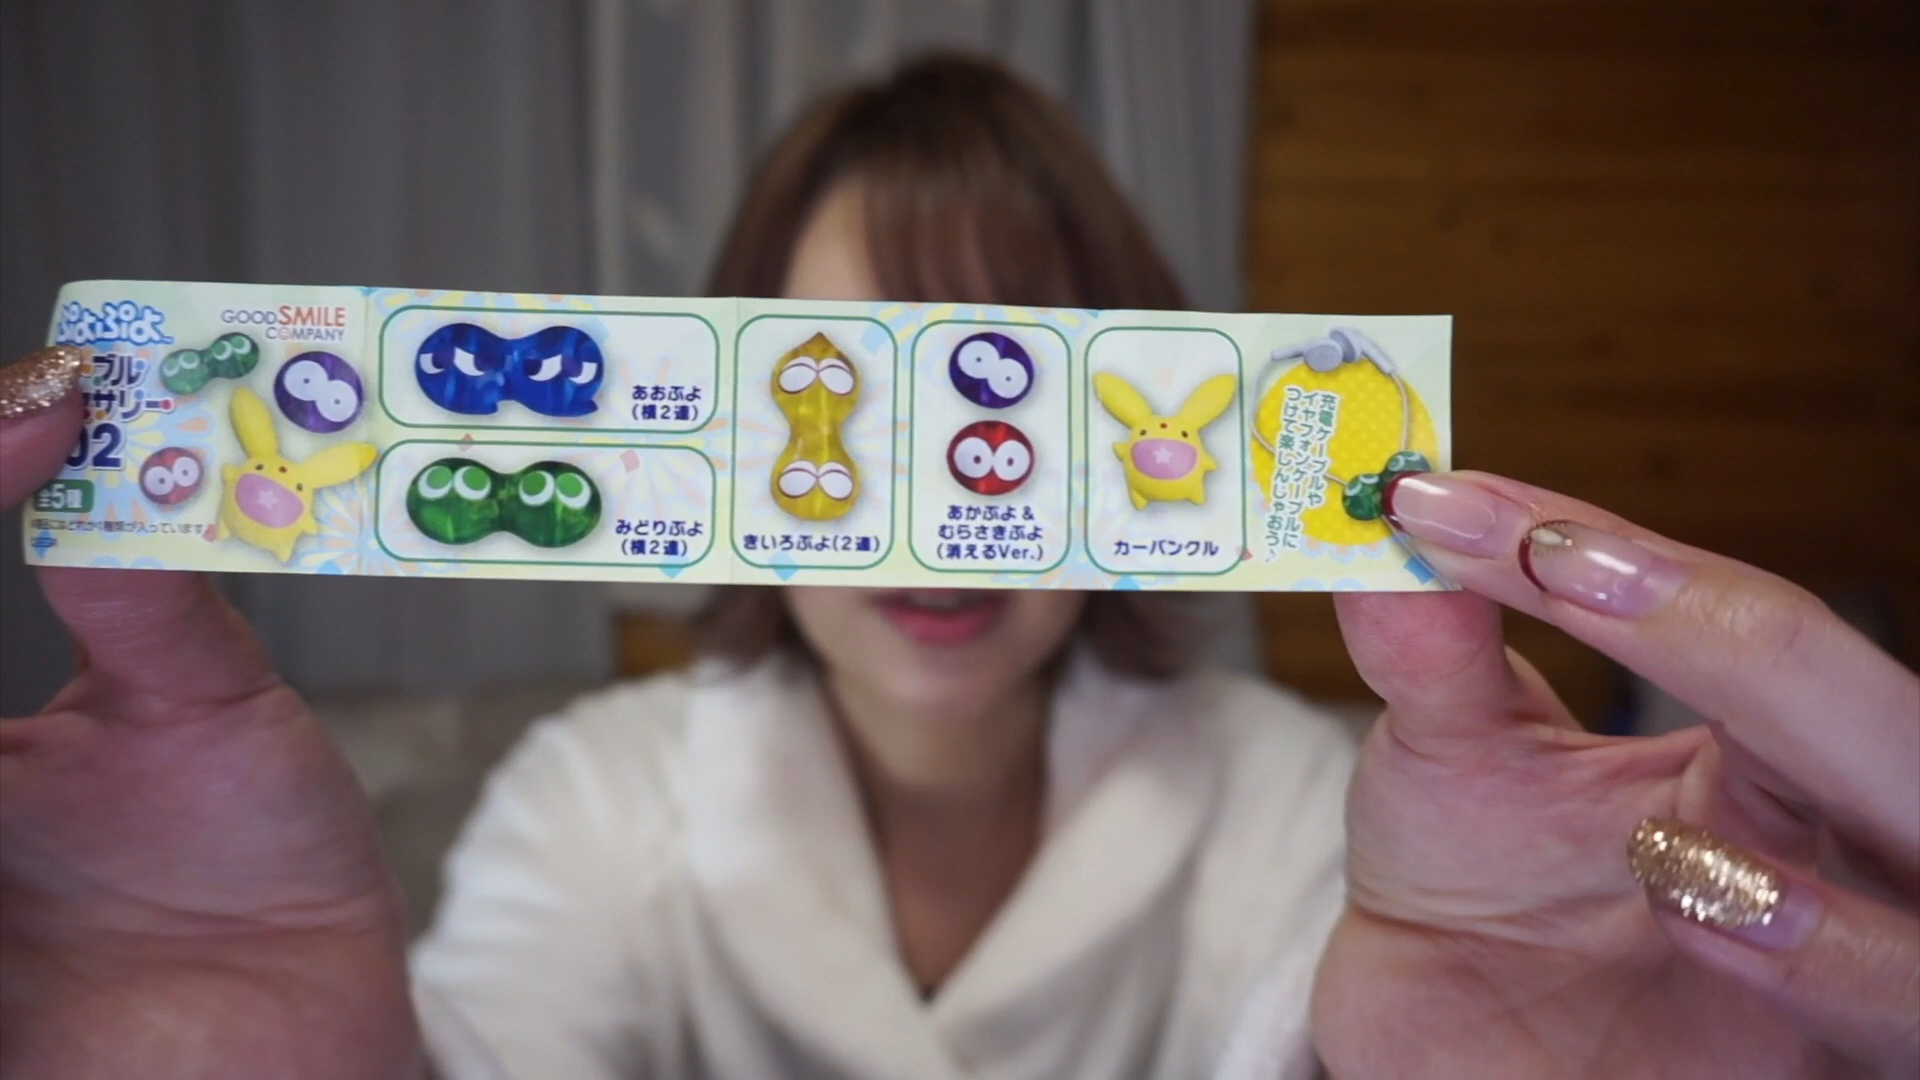 ぷよぷよ
GOODSMILE
COMPANY
ーブル
セサリー
02
全5種
あおぷよ
(横2連)
みどりぷよ
(横2連)
きいろぷよ(2連)
あかぷよ&
むらさきぷよ
(消えるVer.)
カーバンクル
充電ケーブルや
イヤフォンケーブルに
つけて楽しんじゃおう♪